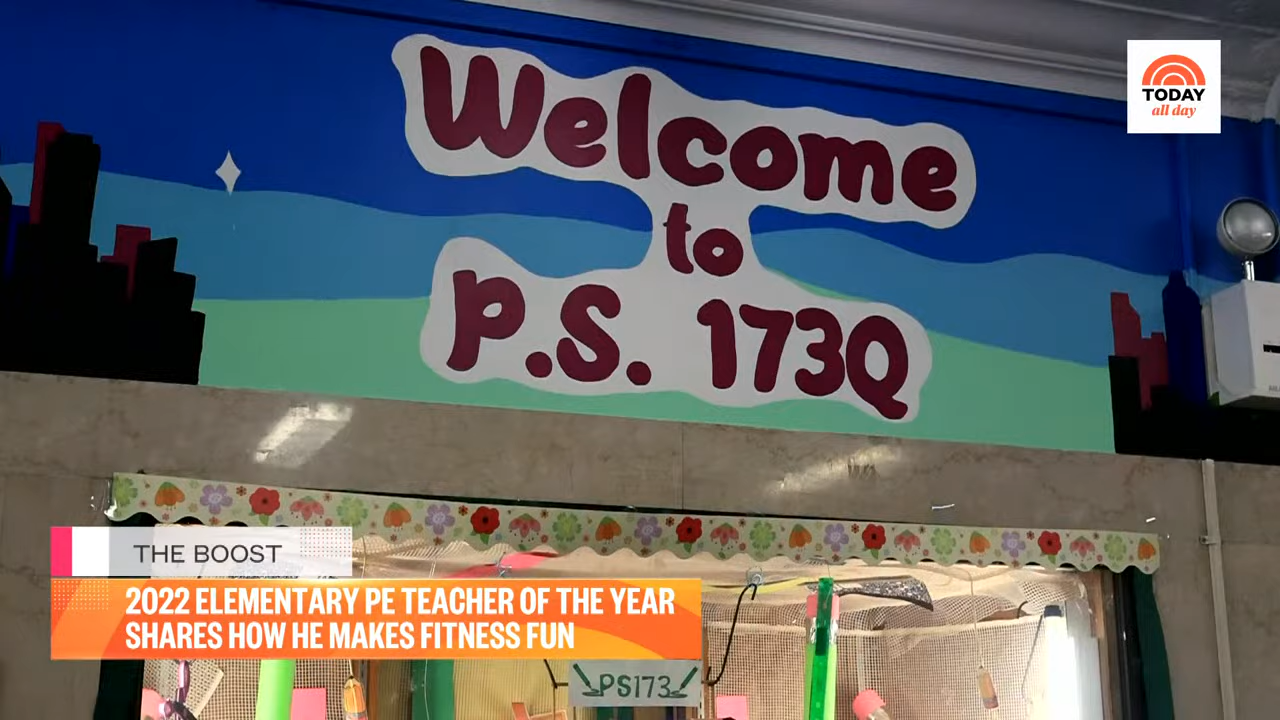 Welcome
to
P.S. 173Q
TODAY
all day
THE BOOST
2022 ELEMENTARY PE TEACHER OF THE YEAR
SHARES HOW HE MAKES FITNESS FUN
PS173